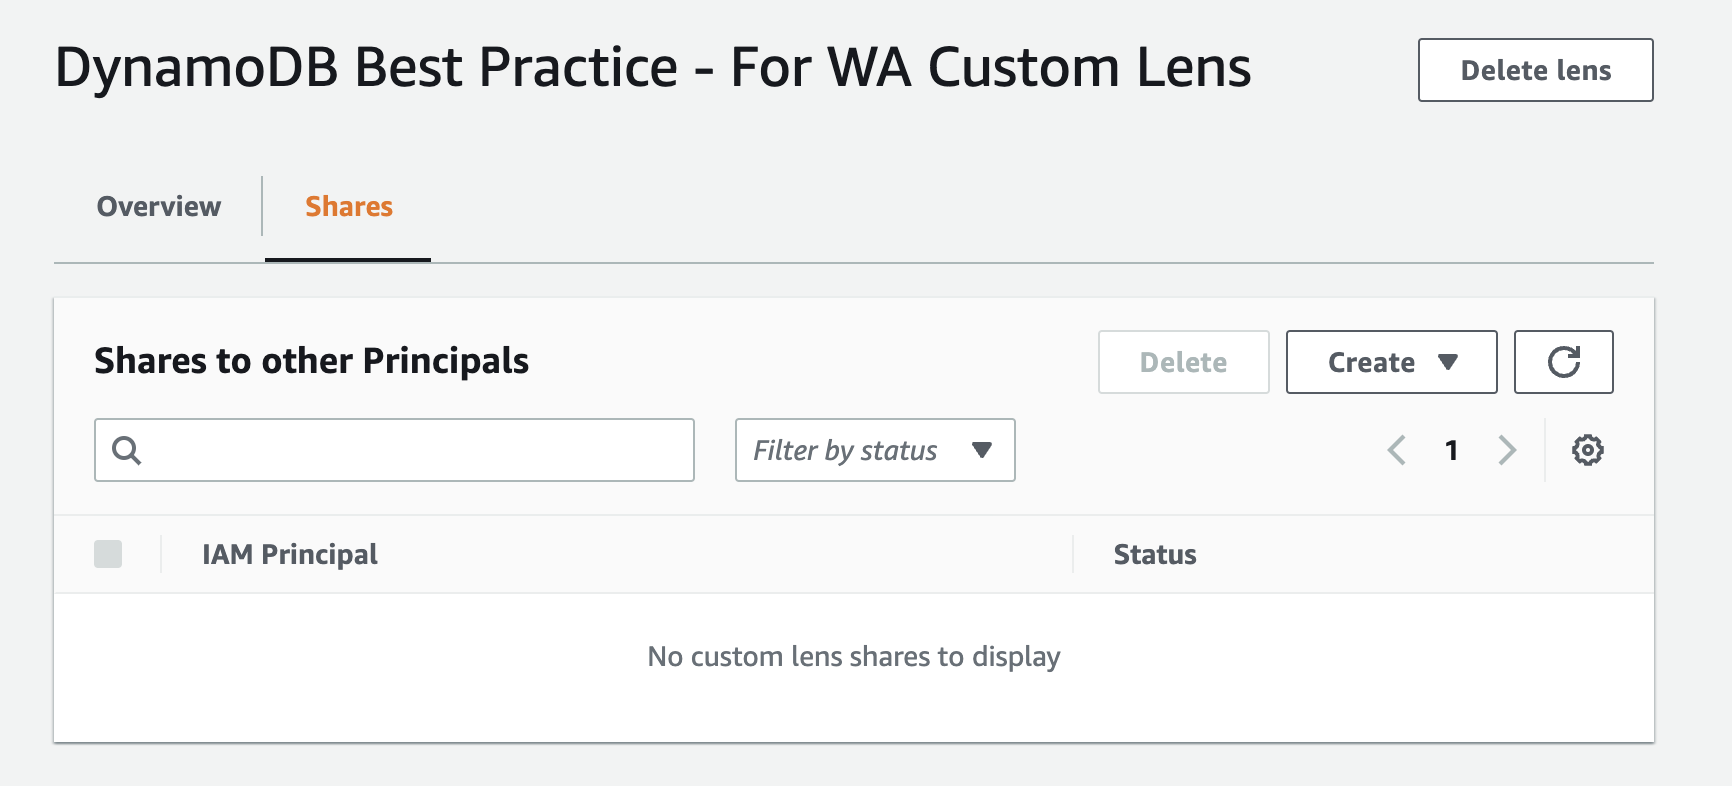 DynamoDB Best Practice - For WA Custom Lens
Delete lens
Overview
Shares
Shares to other Principals
Delete
Create
Filter by status
1
IAM Principal
Status
No custom lens shares to display